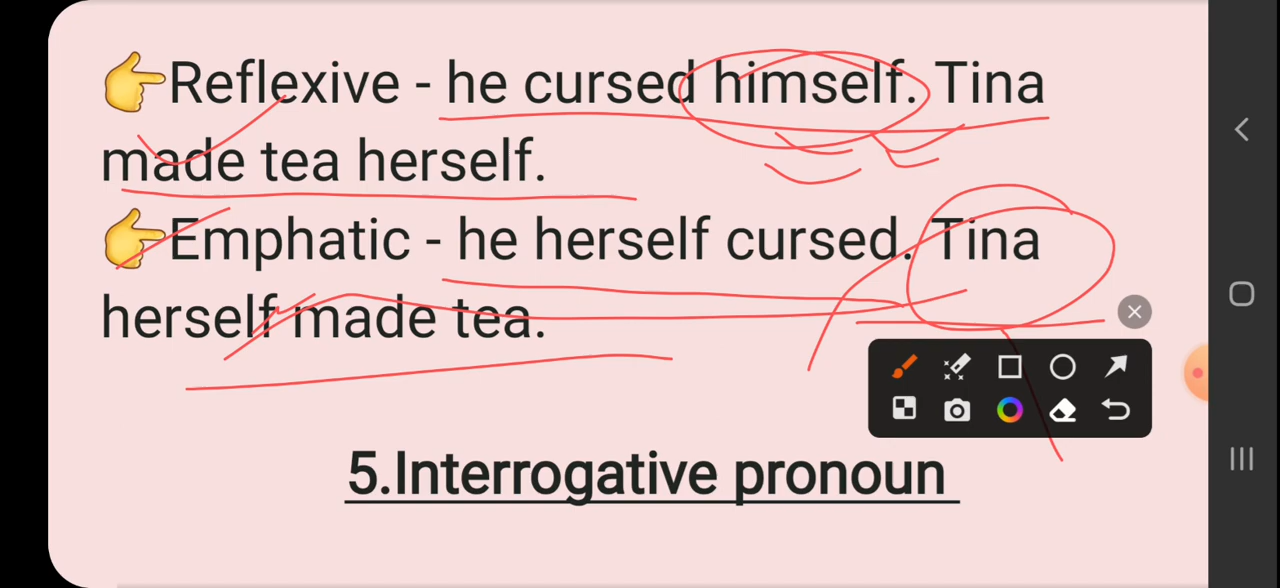 👉Reflexive - he cursed himself. Tina
made tea herself.
👉Emphatic - he herself cursed. Tina
herself made tea.
5.Interrogative pronoun